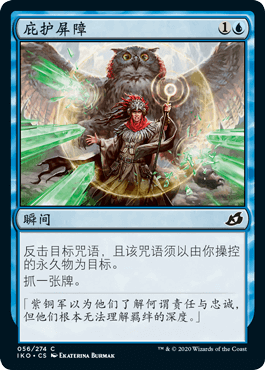 庇护屏障 1
瞬间
反击目标咒语，且该咒语须以由你操控
的永久物为目标。
抓一张牌。
「紫铜军以为他们了解何谓责任与忠诚，
但他们根本无法理解羁绊的深度。」
056/274 C
IKO • CS EKATERINA BURMAK
™ & © 2020 Wizards of the Coast